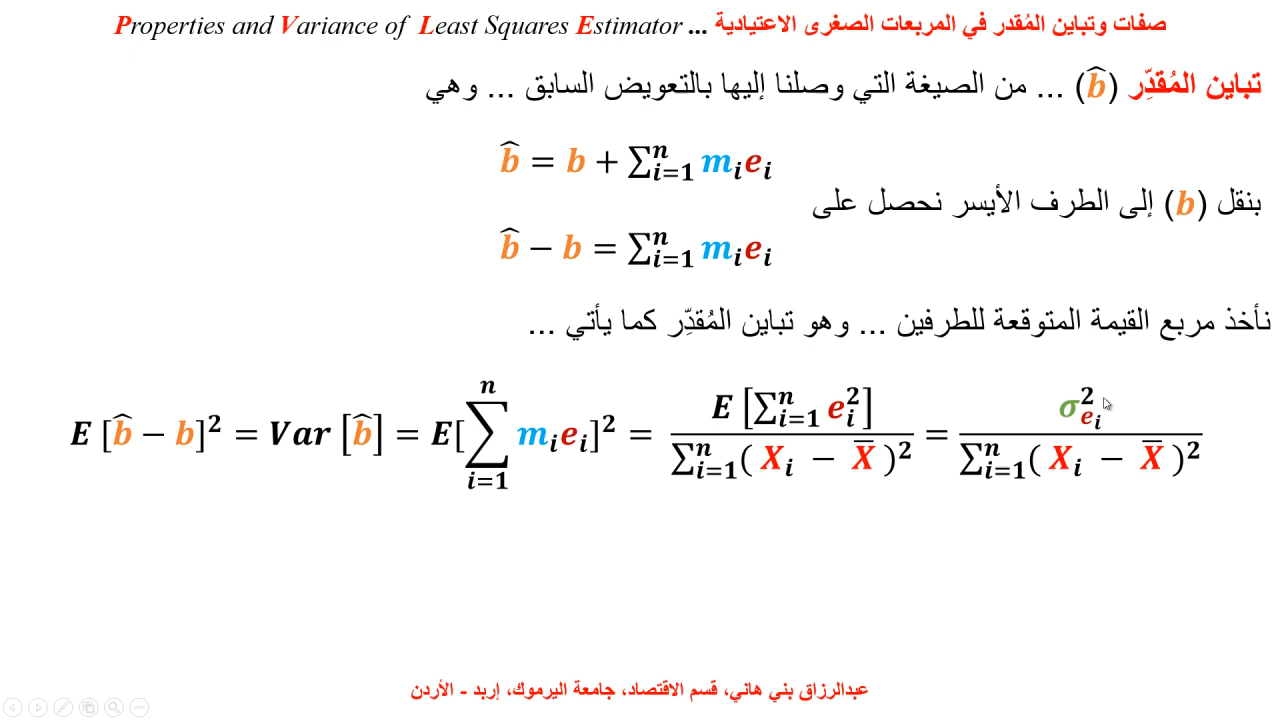 صفات وتباين المُقدر في المربعات الصغرى الاعتيادية ... Properties and Variance of Least Squares Estimator
تباين المُقدِّر (b̂) ... من الصيغة التي وصلنا إليها بالتعويض السابق ... وهي
b̂ = b + ∑ⁿᵢ₌₁ mᵢeᵢ
بنقل (b) إلى الطرف الأيسر نحصل على
b̂ − b = ∑ⁿᵢ₌₁ mᵢeᵢ
نأخذ مربع القيمة المتوقعة للطرفين ... وهو تباين المُقدِّر كما يأتي ...
E [b̂ − b]² = Var [b̂] = E[∑ⁿᵢ₌₁ mᵢeᵢ]² = E [∑ⁿᵢ₌₁ eᵢ²] / ∑ⁿᵢ₌₁( Xᵢ − X̅ )² = σ²eᵢ / ∑ⁿᵢ₌₁( Xᵢ − X̅ )²
عبدالرزاق بني هاني، قسم الاقتصاد، جامعة اليرموك، إربد - الأردن